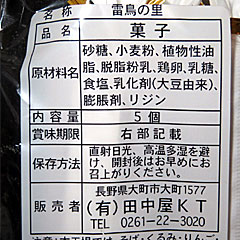 名称 雷鳥の里
品名 菓子
原材料名 砂糖、小麦粉、植物性油
脂、脱脂粉乳、鶏卵、乳糖、
食塩、乳化剤(大豆由来)、
膨脹剤、リジン
内容量 5個
賞味期限 右部記載
保存方法 直射日光、高温多湿を避
け、開封後はお早めにお
召上がりください。
販売者 長野県大町市大町1577
(有)田中屋KT
TEL 0261-22-3020